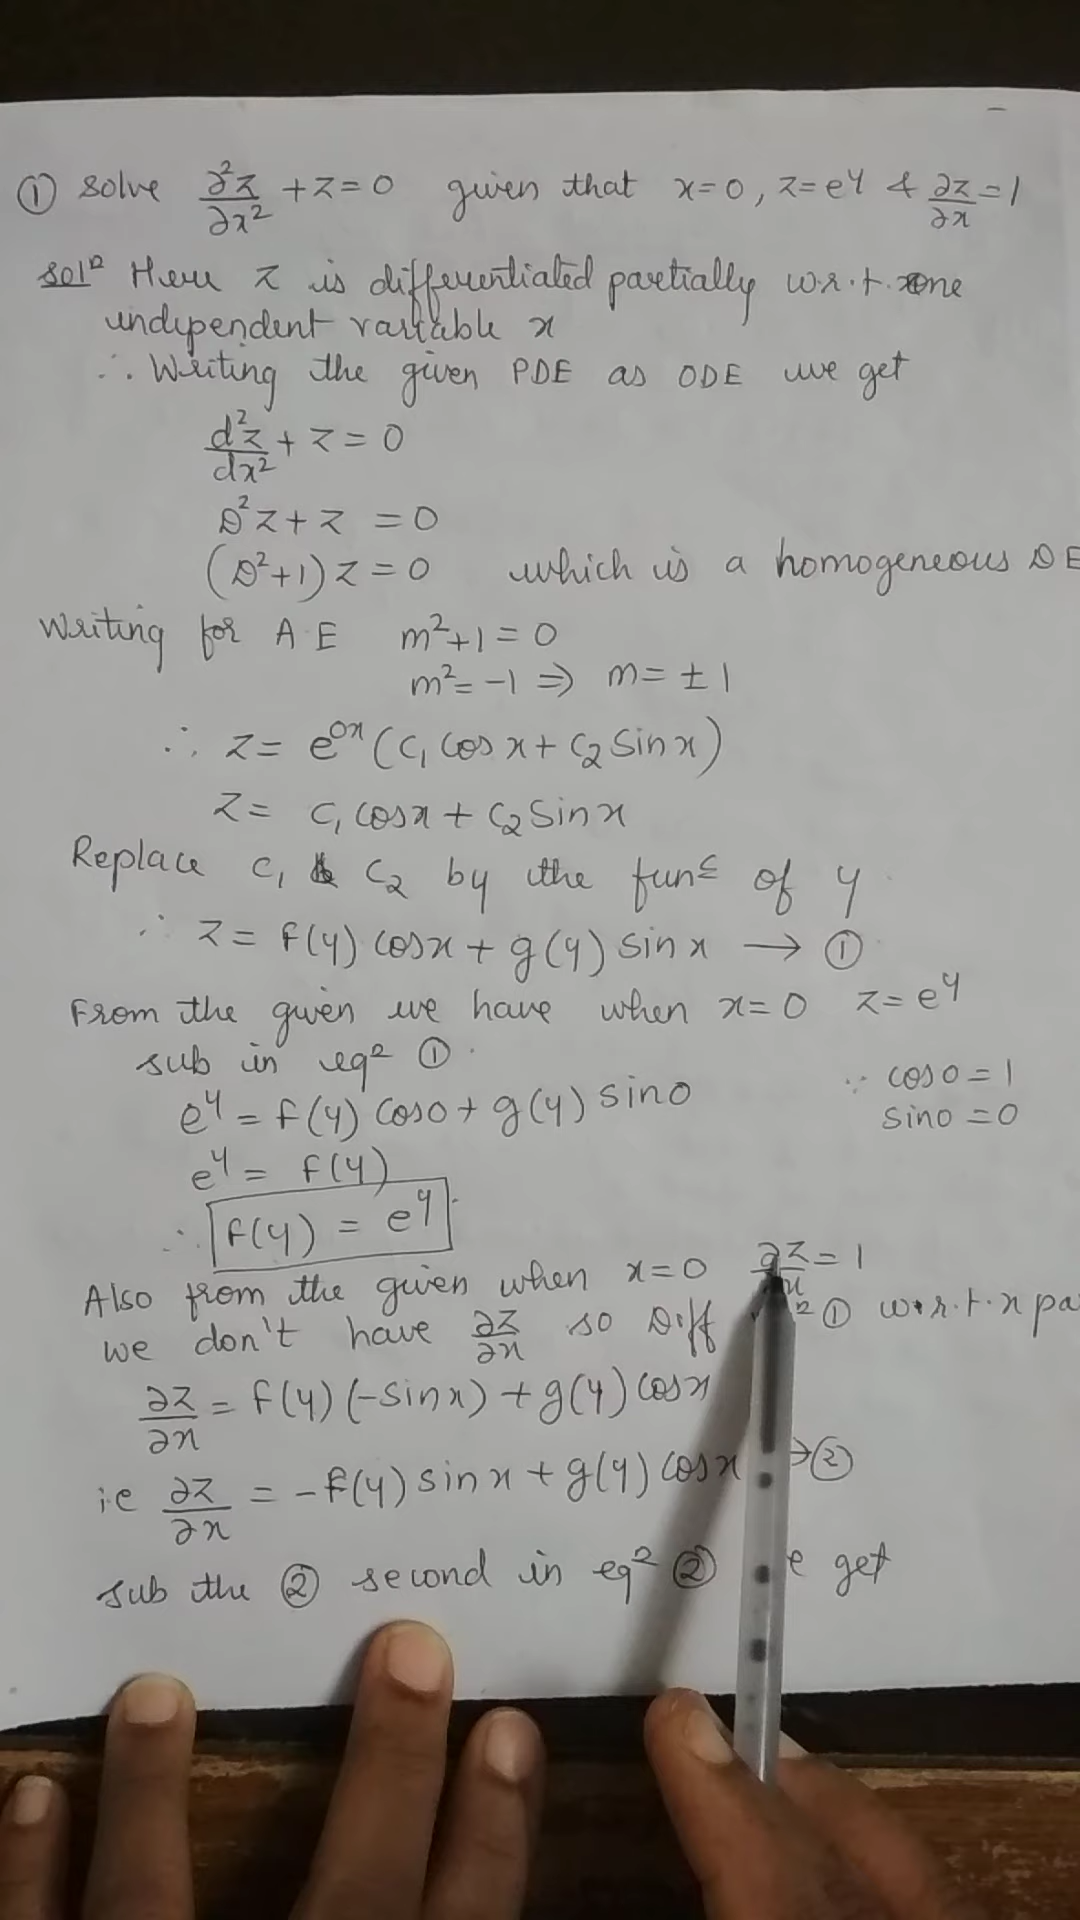 ① Solve ∂²z/∂x² + z = 0 given that x=0, z=e^y & ∂z/∂x = 1
Solⁿ Here z is differentiated partially w.r.t. one
independent variable x
∴ Writing the given PDE as ODE we get
d²z/dx² + z = 0
D²z + z = 0
(D²+1) z = 0 which is a homogeneous DE
Writing for A.E m²+1 = 0
m² = -1 ⇒ m = ± 1
∴ z = e^0x (C₁ cos x + C₂ Sin x)
z = C₁ cos x + C₂ Sin x
Replace C₁ & C₂ by the funᶜ of y
∴ z = f(y) cos x + g(y) sin x → ①
From the given we have when x=0 z=e^y
sub in eqⁿ ①
e^y = f(y) cos 0 + g(y) sin 0 ∵ cos 0 = 1
sin 0 = 0
e^y = f(y)
∴ f(y) = e^y
Also from the given when x=0 ∂z/∂x = 1
we don't have ∂z/∂x so Diff ① w.r.t. x pa
∂z/∂x = f(y) (-Sin x) + g(y) cos x
i.e ∂z/∂x = -f(y) sin x + g(y) cos x → ②
sub the ② second in eqⁿ ② get